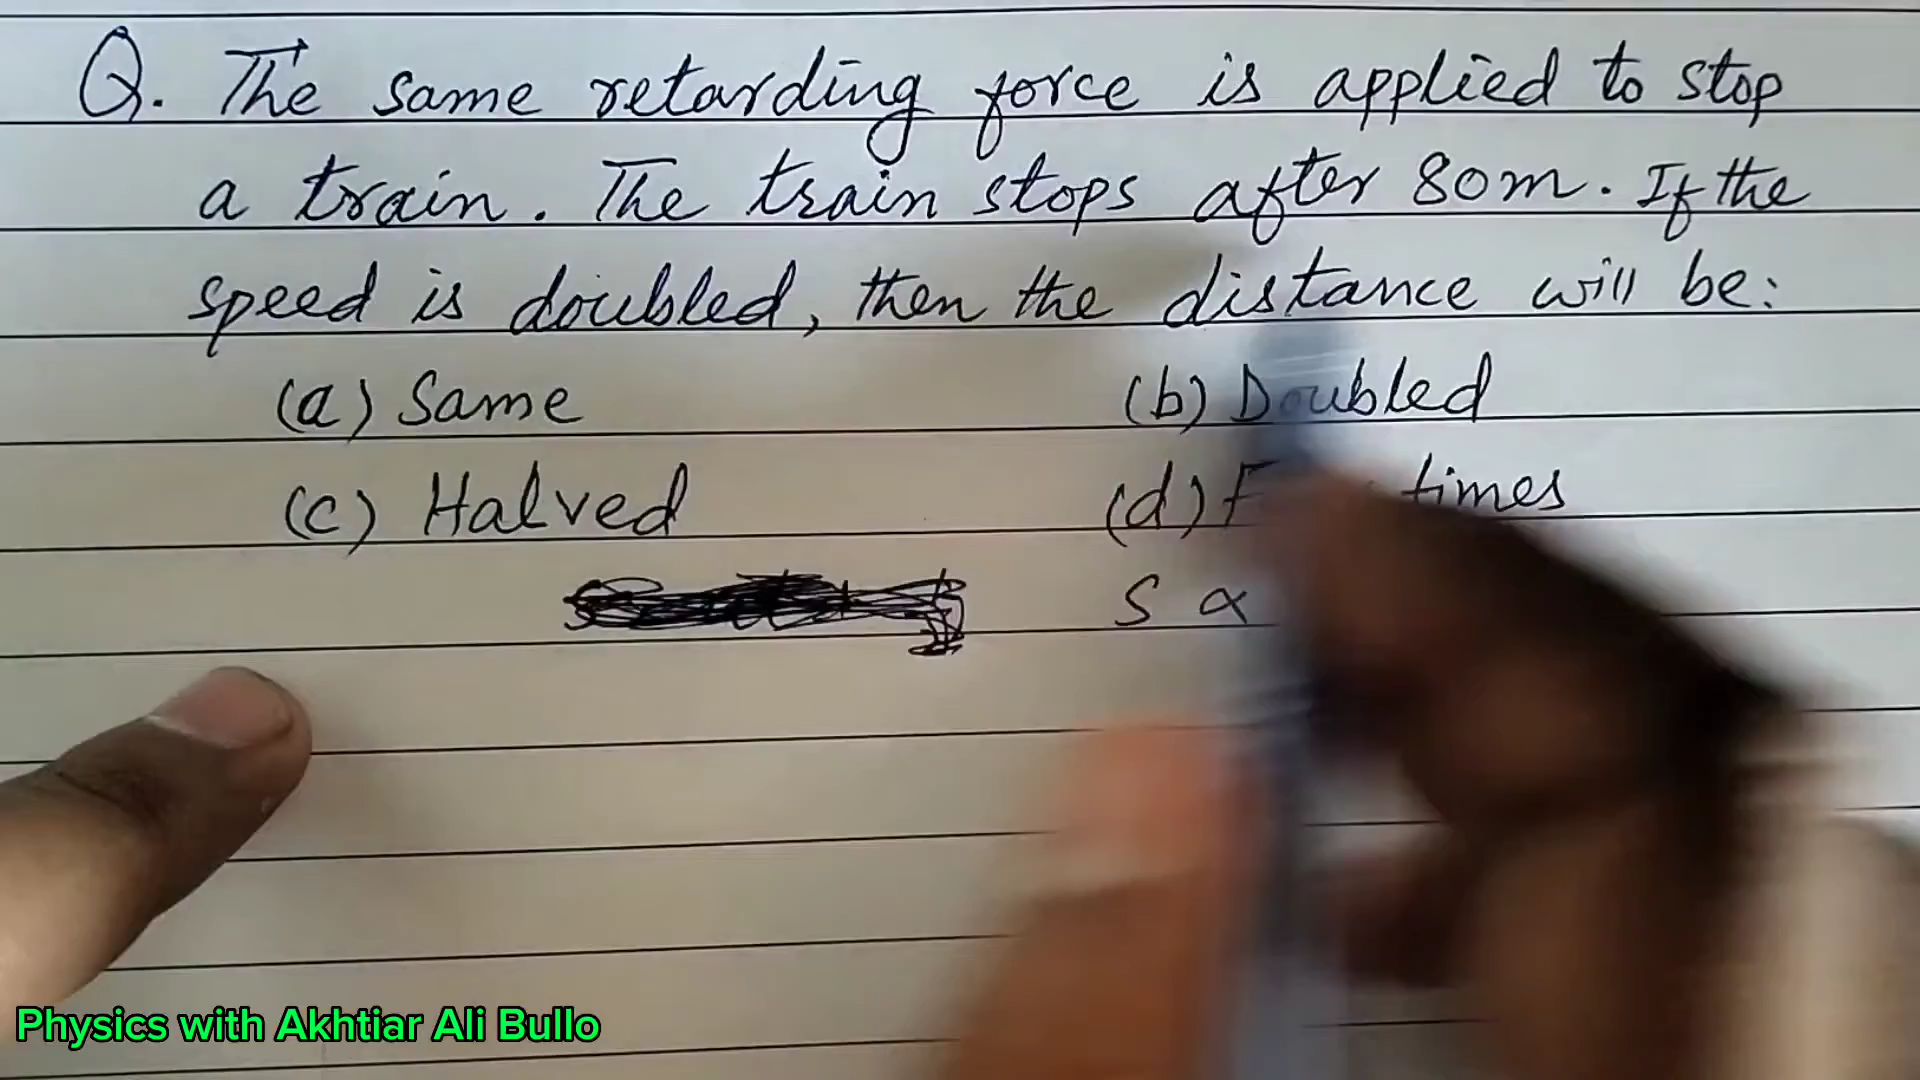 Q. The same retarding force is applied to stop
a train. The train stops after 80m. If the
speed is doubled, then the distance will be:
(a) Same (b) Doubled
(c) Halved (d) times
S ∝
Physics with Akhtiar Ali Bullo